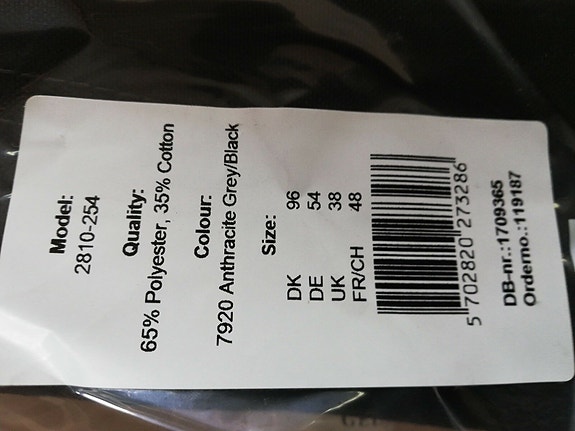 Model:
2810-254
Quality:
65% Polyester, 35% Cotton
Colour:
7920 Anthracite Grey/Black
Size:
DK 96
DE 54
UK 38
FR/CH 48
5 702820 273286
DB-nr.:1709365
Orderno.:119187